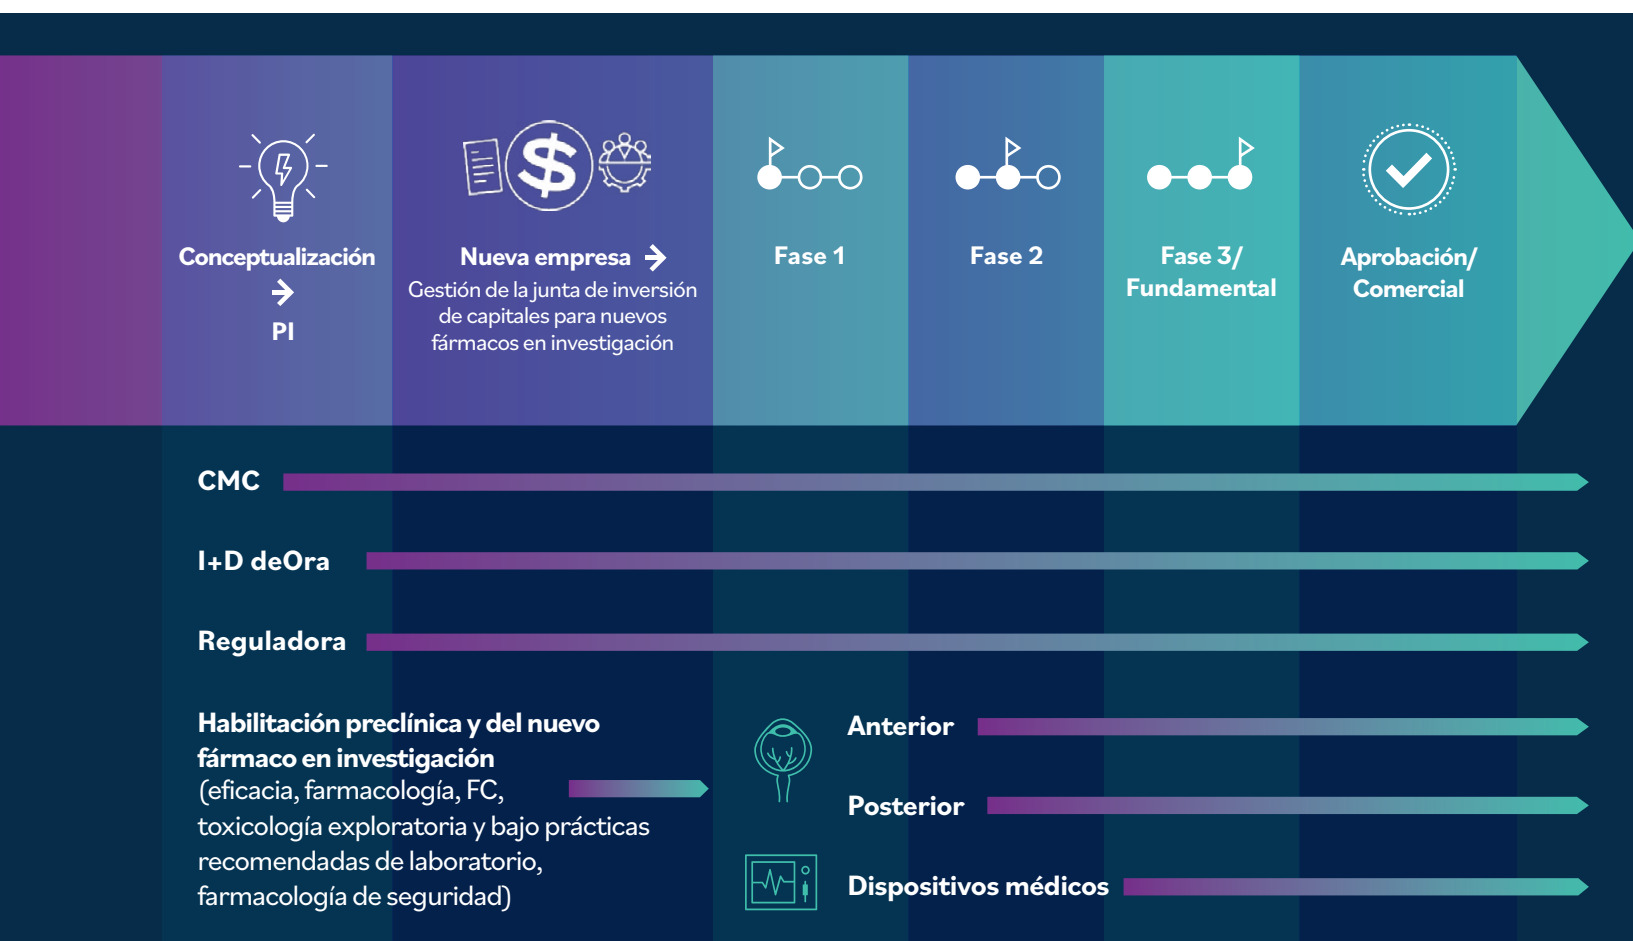 Conceptualización
→
PI
Nueva empresa →
Gestión de la junta de inversión
de capitales para nuevos
fármacos en investigación
Fase 1
Fase 2
Fase 3/
Fundamental
Aprobación/
Comercial
CMC
I+D deOra
Reguladora
Habilitación preclínica y del nuevo
fármaco en investigación
(eficacia, farmacología, FC,
toxicología exploratoria y bajo prácticas
recomendadas de laboratorio,
farmacología de seguridad)
Anterior
Posterior
Dispositivos médicos